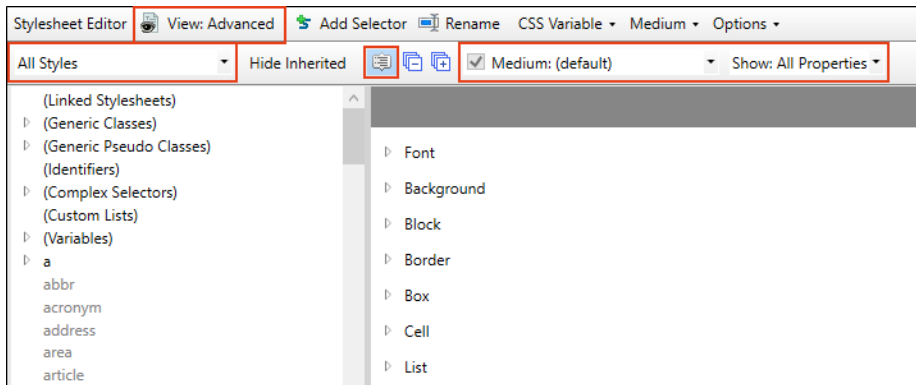 Stylesheet Editor View: Advanced Add Selector Rename CSS Variable Medium Options
All Styles Hide Inherited Medium: (default) Show: All Properties
(Linked Stylesheets)
(Generic Classes)
(Generic Pseudo Classes)
(Identifiers)
(Complex Selectors)
(Custom Lists)
(Variables)
a
abbr
acronym
address
area
article
Font
Background
Block
Border
Box
Cell
List